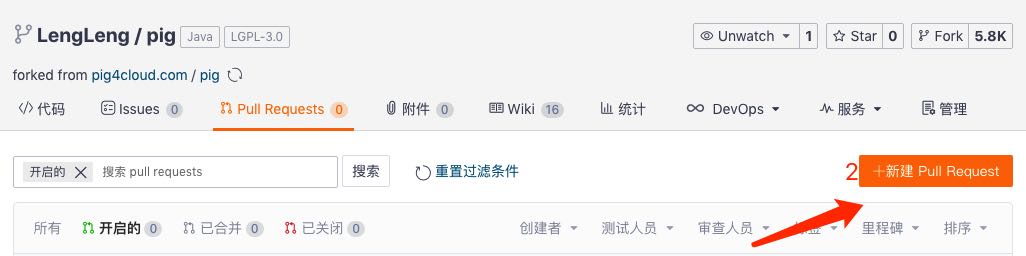 LengLeng / pig Java LGPL-3.0 Unwatch 1 Star 0 Fork 5.8K
forked from pig4cloud.com / pig
代码 Issues 0 Pull Requests 0 附件 0 Wiki 16 统计 DevOps 服务 管理
开启的 搜索 pull requests 搜索 重置过滤条件 2 +新建 Pull Request
所有 开启的 0 已合并 0 已关闭 0 创建者 测试人员 审查人员 里程碑 排序